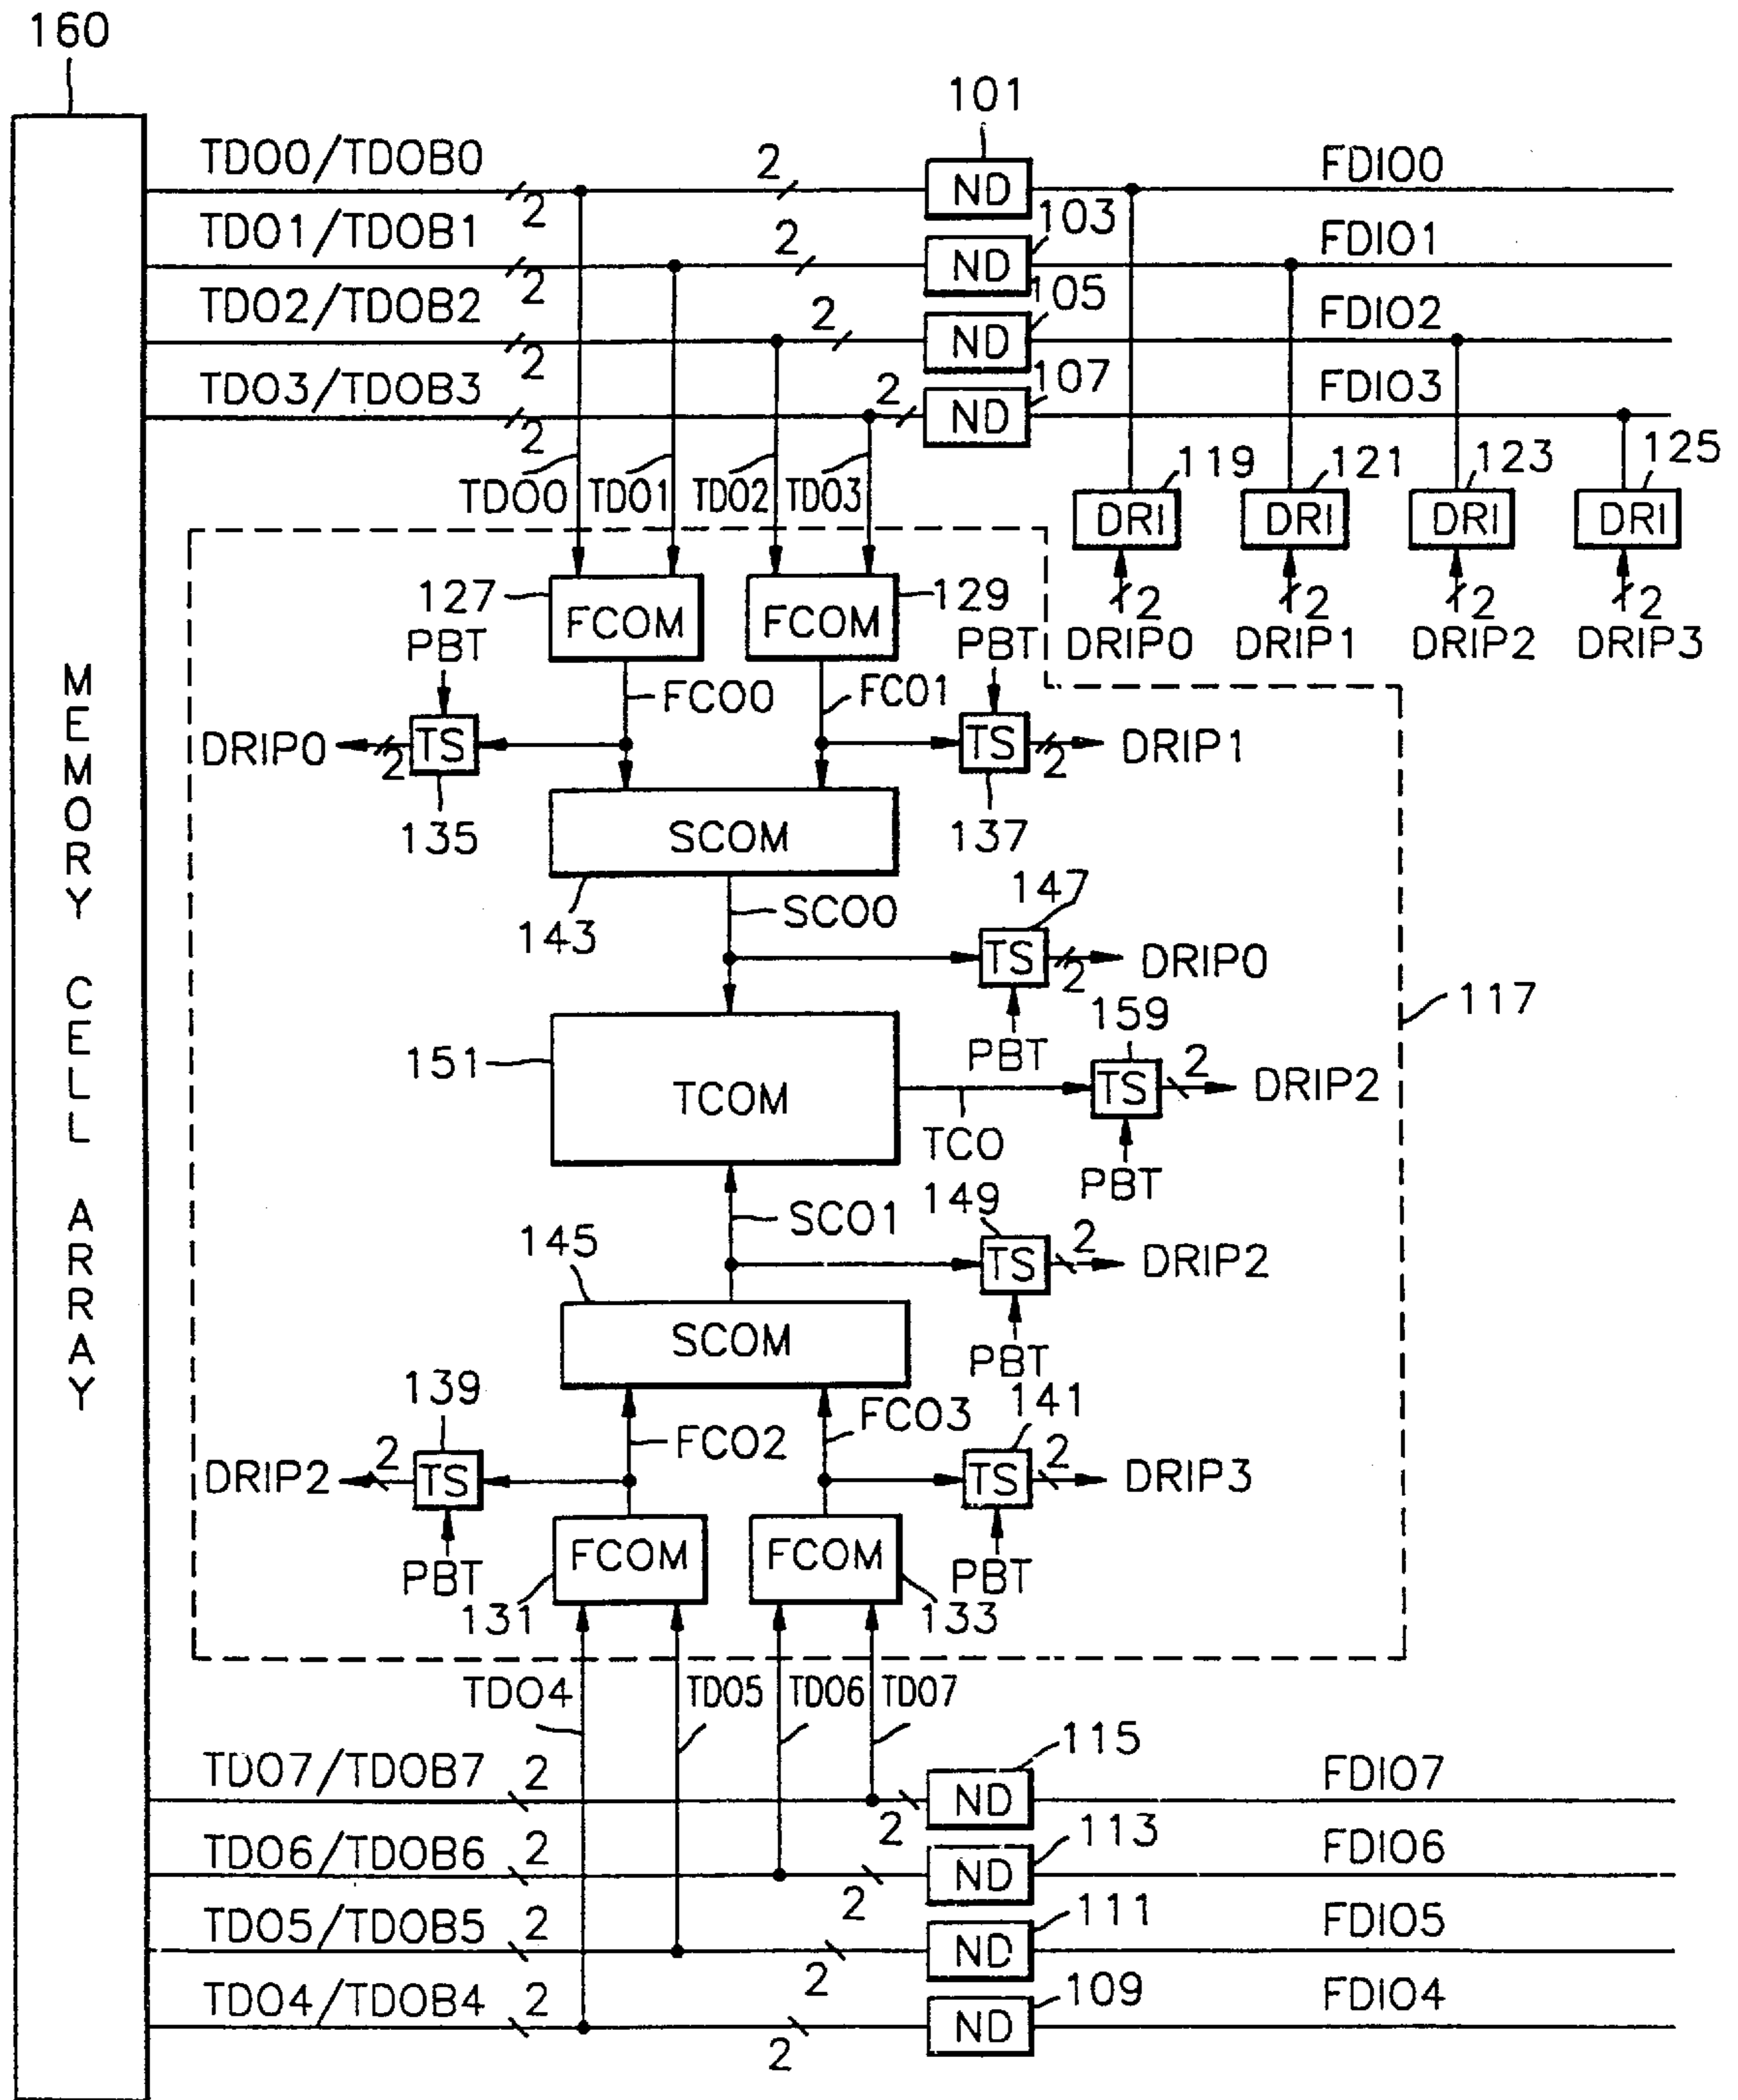 160
101
TDO0/TDOB0
2
2
ND
FDIO0
TDO1/TDOB1
2
2
ND
103
FDIO1
TDO2/TDOB2
2
2
ND
105
FDIO2
TDO3/TDOB3
2
2
ND
107
FDIO3
TDO0
TDO1
TDO2
TDO3
119
121
123
125
DRI
DRI
DRI
DRI
2
2
2
2
DRIP0
DRIP1
DRIP2
DRIP3
127
FCOM
FCOM
129
PBT
PBT
FCO0
FCO1
DRIP0
2
TS
TS
2
DRIP1
135
137
SCOM
143
SCO0
147
TS
2
DRIP0
PBT
117
159
151
TCOM
TCO
TS
2
DRIP2
PBT
SCO1
149
TS
2
DRIP2
PBT
145
SCOM
139
FCO2
FCO3
141
DRIP2
2
TS
TS
2
DRIP3
PBT
PBT
FCOM
FCOM
131
133
TDO4
TDO5
TDO6
TDO7
TDO7/TDOB7
2
2
ND
115
FDIO7
TDO6/TDOB6
2
2
ND
113
FDIO6
TDO5/TDOB5
2
2
ND
111
FDIO5
TDO4/TDOB4
2
2
ND
109
FDIO4
MEMORY CELL ARRAY